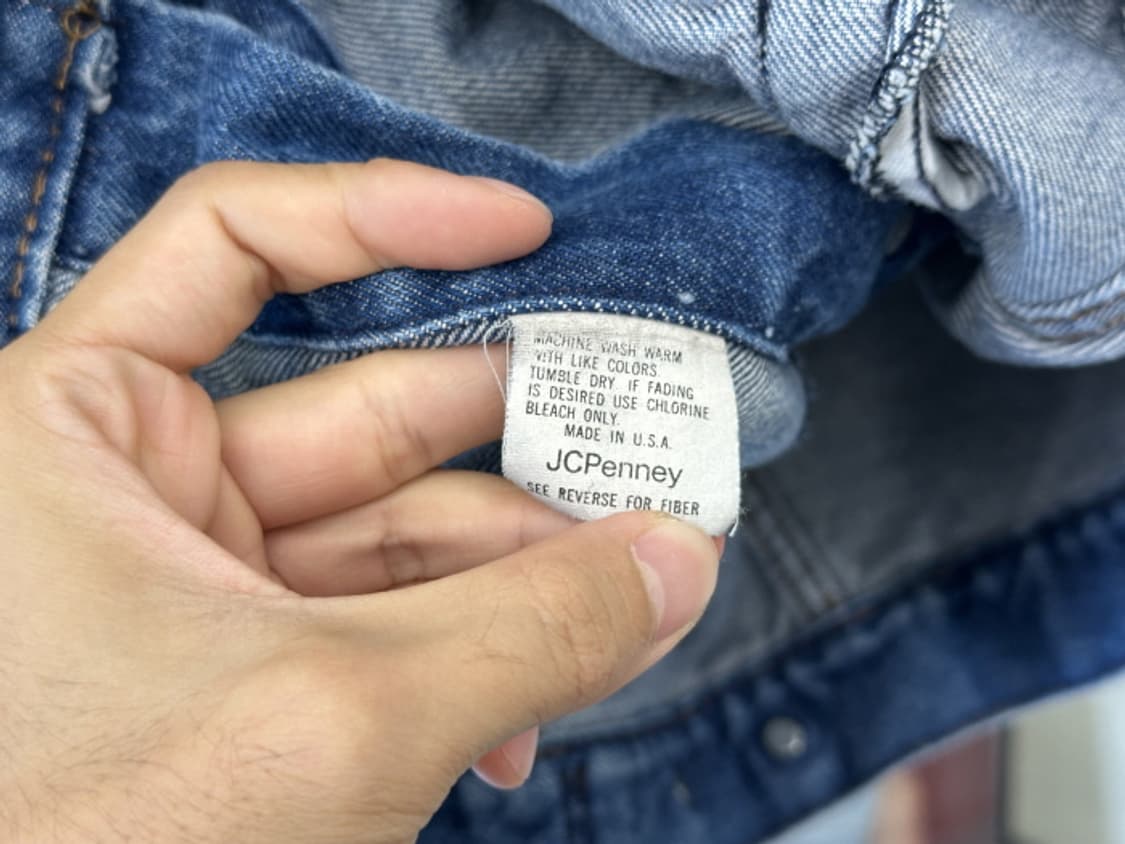 MACHINE WASH WARM
WITH LIKE COLORS.
TUMBLE DRY. IF FADING
IS DESIRED USE CHLORINE
BLEACH ONLY.
MADE IN U.S.A.
JCPenney
SEE REVERSE FOR FIBER